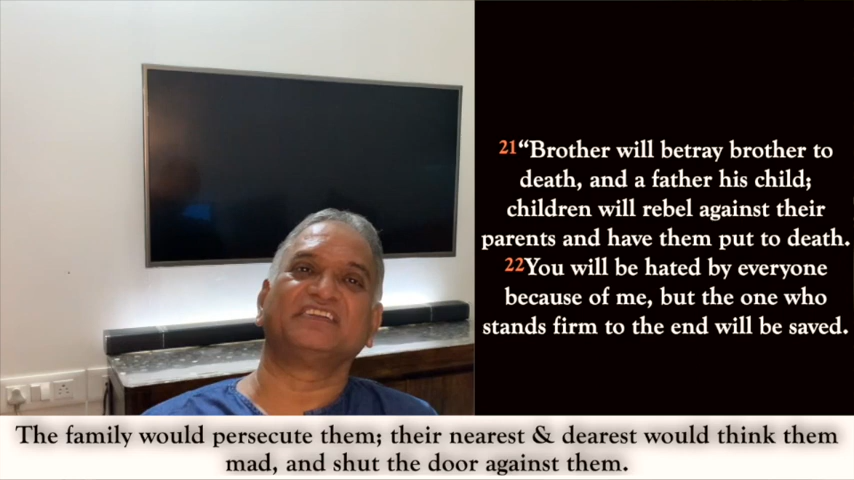 21“Brother will betray brother to
death, and a father his child;
children will rebel against their
parents and have them put to death.
22You will be hated by everyone
because of me, but the one who
stands firm to the end will be saved.
The family would persecute them; their nearest & dearest would think them
mad, and shut the door against them.